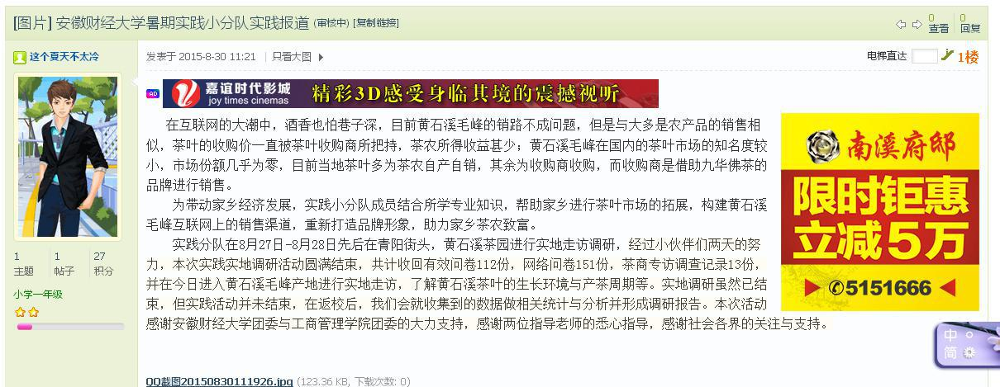 [图片] 安徽财经大学暑期实践小分队实践报道 (审核中) [复制链接]
0
查看
0
回复
这个夏天不太冷
发表于 2015-8-30 11:21 | 只看大图
电梯直达
1楼
AD
嘉谊时代影城
joy times cinemas
精彩3D感受身临其境的震撼视听
在互联网的大潮中，酒香也怕巷子深，目前黄石溪毛峰的销路不成问题，但是与大多是农产品的销售相
似，茶叶的收购价一直被茶叶收购商所把持，茶农所得收益甚少；黄石溪毛峰在国内的茶叶市场的知名度较
小，市场份额几乎为零，目前当地茶叶多为茶农自产自销，其余为收购商收购，而收购商是借助九华佛茶的
品牌进行销售。
为带动家乡经济发展，实践小分队成员结合所学专业知识，帮助家乡进行茶叶市场的拓展，构建黄石溪
毛峰互联网上的销售渠道，重新打造品牌形象，助力家乡茶农致富。
实践分队在8月27日-8月28日先后在青阳街头，黄石溪茶园进行实地走访调研，经过小伙伴们两天的努
力，本次实践实地调研活动圆满结束，共计收回有效问卷112份，网络问卷151份，茶商专访调查记录13份，
并在今日进入黄石溪毛峰产地进行实地走访，了解黄石溪茶叶的生长环境与产茶周期等。实地调研虽然已结
束，但实践活动并未结束，在返校后，我们会就收集到的数据做相关统计与分析并形成调研报告。本次活动
感谢安徽财经大学团委与工商管理学院团委的大力支持，感谢两位指导老师的悉心指导，感谢社会各界的关注与支持。
南溪府邸
限时钜惠
立减5万
5151666
1
主题
1
帖子
27
积分
小学一年级
中
简
QQ截图20150830111926.jpg (123.36 KB, 下载次数: 0)